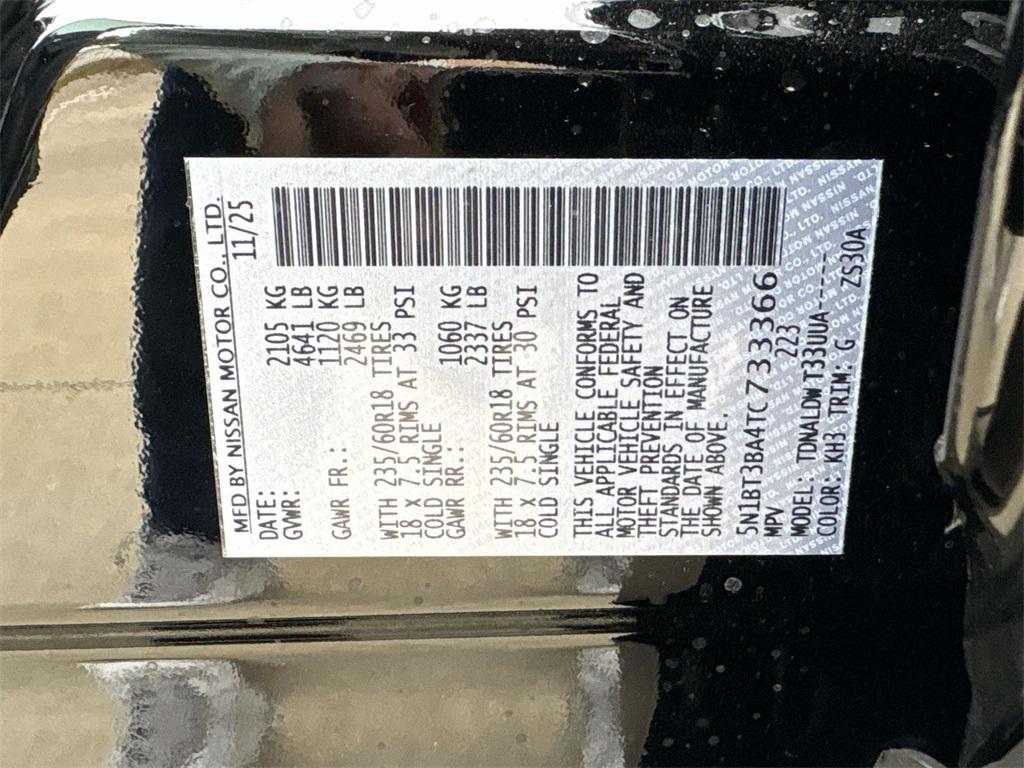 MFD BY NISSAN MOTOR CO., LTD.
DATE: 11/25
GVWR: 2105 KG
4641 LB
GAWR FR.: 1120 KG
2469 LB
WITH 235/60R18 TIRES
18 x 7.5 RIMS AT 33 PSI
COLD SINGLE
GAWR RR.: 1060 KG
2337 LB
WITH 235/60R18 TIRES
18 x 7.5 RIMS AT 30 PSI
COLD SINGLE
THIS VEHICLE CONFORMS TO
ALL APPLICABLE FEDERAL
MOTOR VEHICLE SAFETY AND
THEFT PREVENTION
STANDARDS IN EFFECT ON
THE DATE OF MANUFACTURE
SHOWN ABOVE.
5N1BT3BA4TC733366
MPV 223
MODEL: TDNALDW T33UUA------
COLOR: KH3 TRIM: G ZS30A